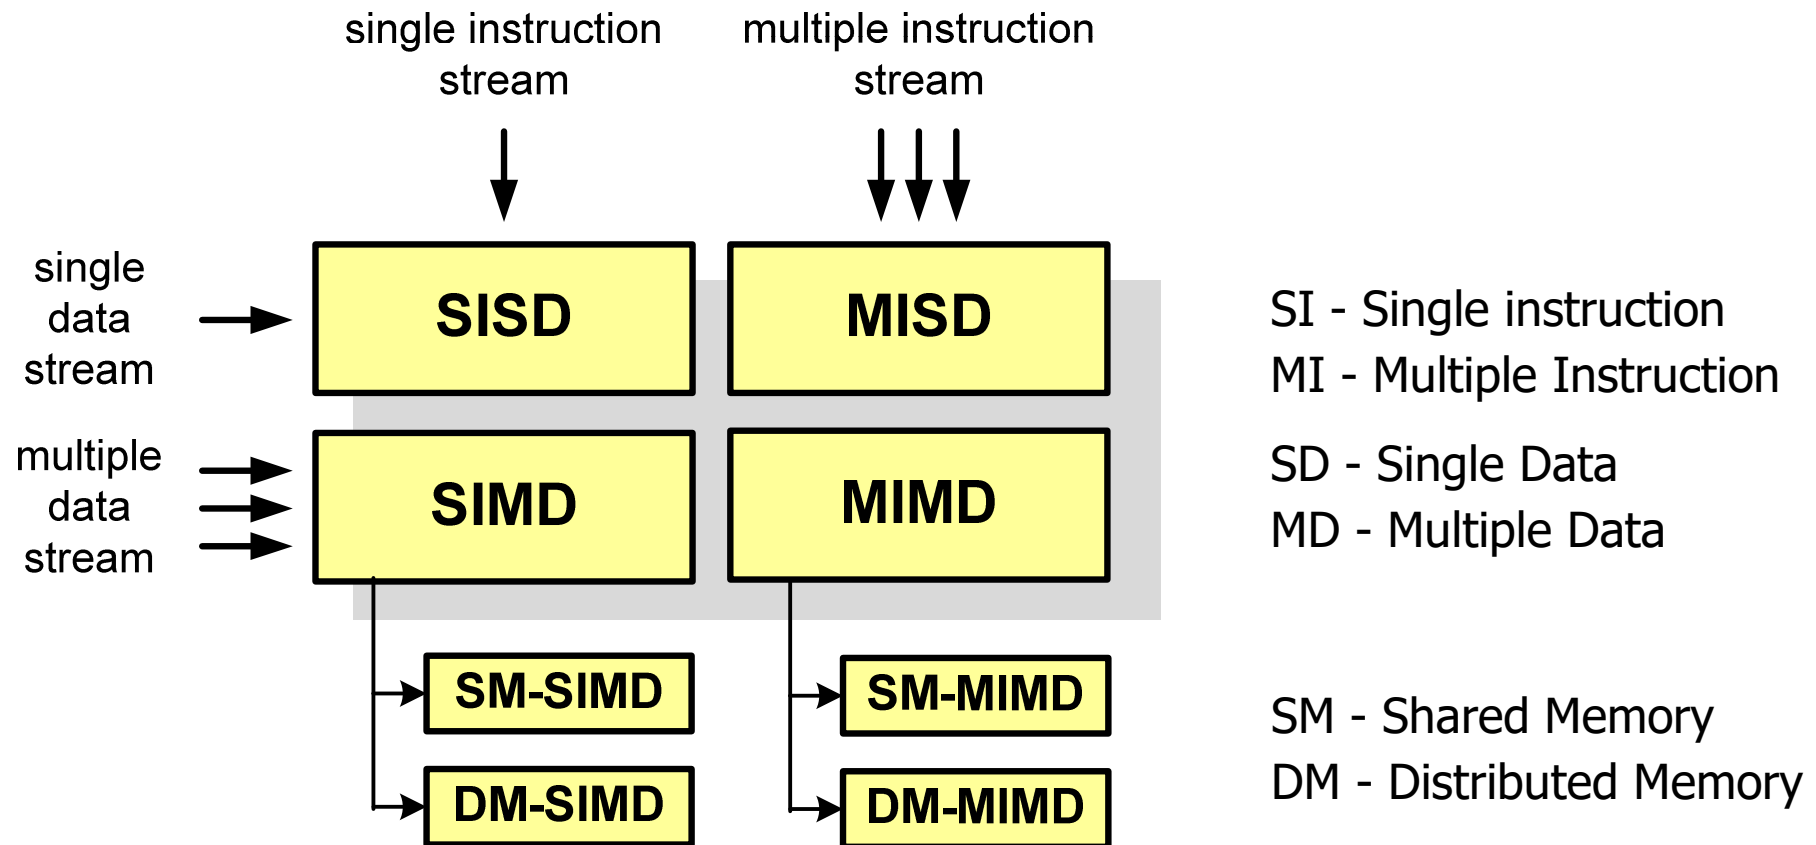 single instruction
stream
multiple instruction
stream
single
data
stream
SISD
MISD
SI - Single instruction
MI - Multiple Instruction
multiple
data
stream
SIMD
MIMD
SD - Single Data
MD - Multiple Data
SM-SIMD
SM-MIMD
SM - Shared Memory
DM-SIMD
DM-MIMD
DM - Distributed Memory